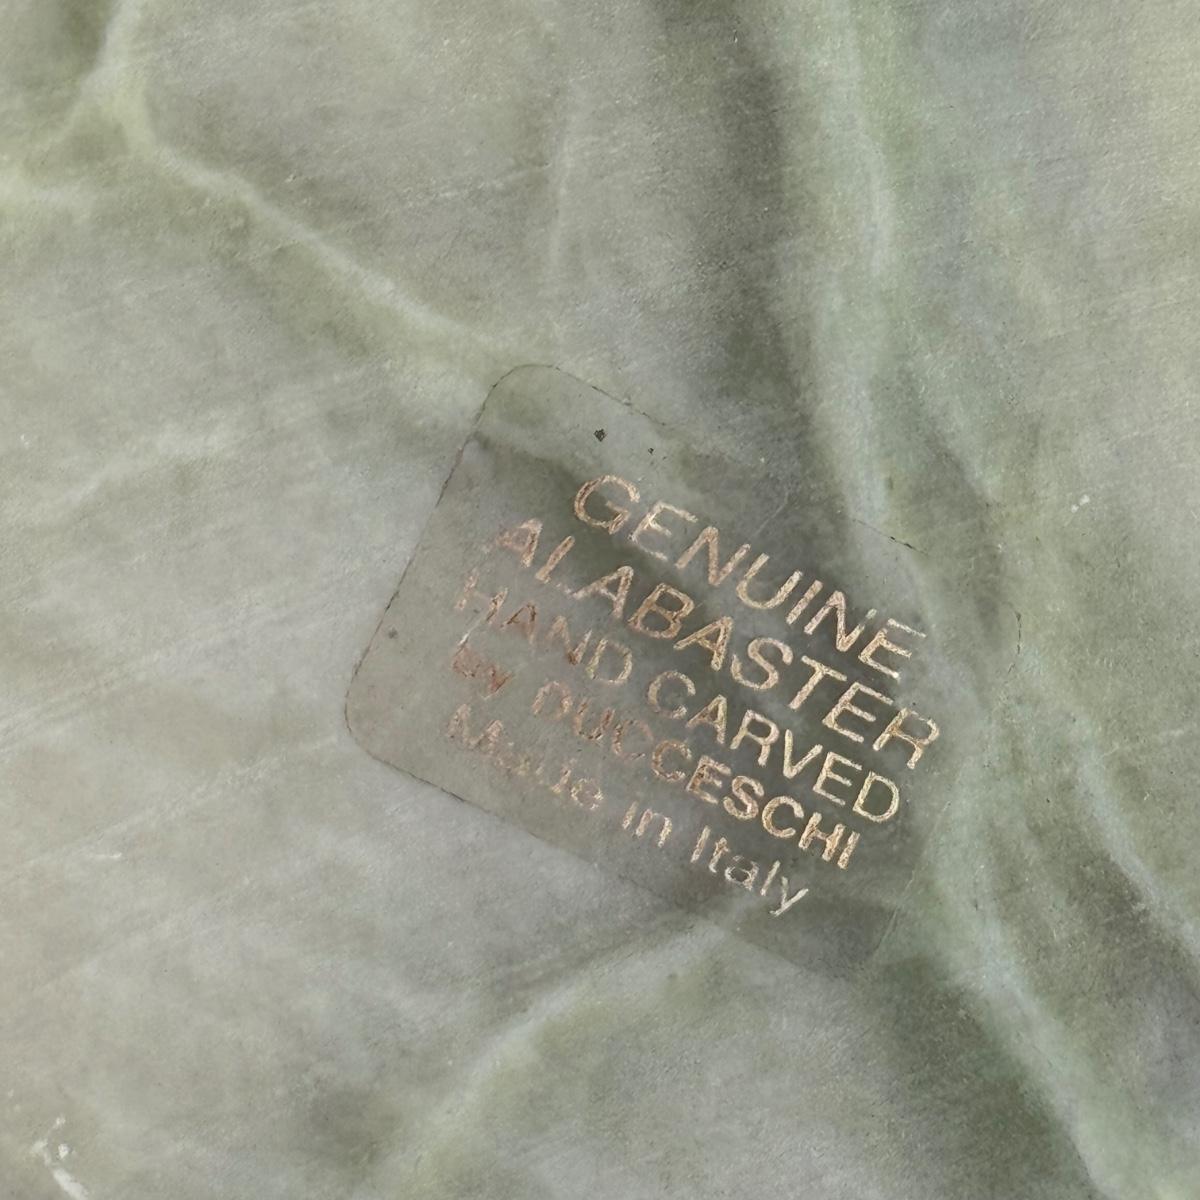 GENUINE
ALABASTER
HAND CARVED
by DUCCESCHI
Made in Italy